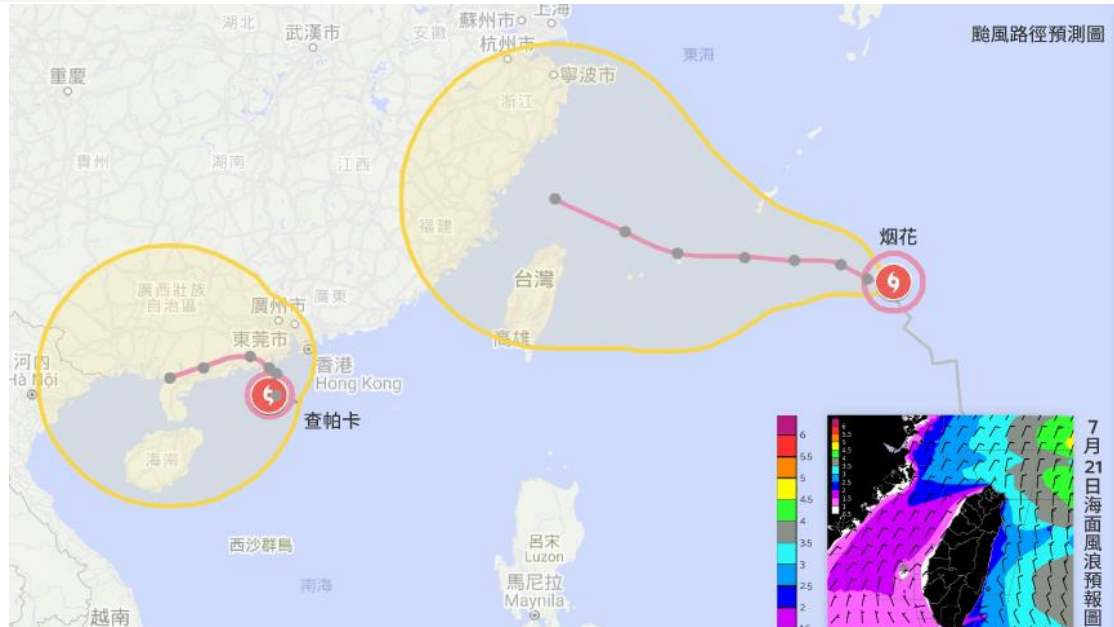 颱風路徑預測圖
湖北
武漢市
安徽
蘇州市
上海
杭州市
寧波市
浙江
東海
重慶
貴州
湖南
江西
福建
烟花
台灣
高雄
廣西壯族
自治區
廣州市
廣東
東莞市
香港
Hong Kong
河內
Hà Nội
查帕卡
海南
西沙群島
南海
越南
呂宋
Luzon
馬尼拉
Maynila
6
5.5
5
4.5
4
3.5
3
2.5
2
7月21日海面風浪預報圖